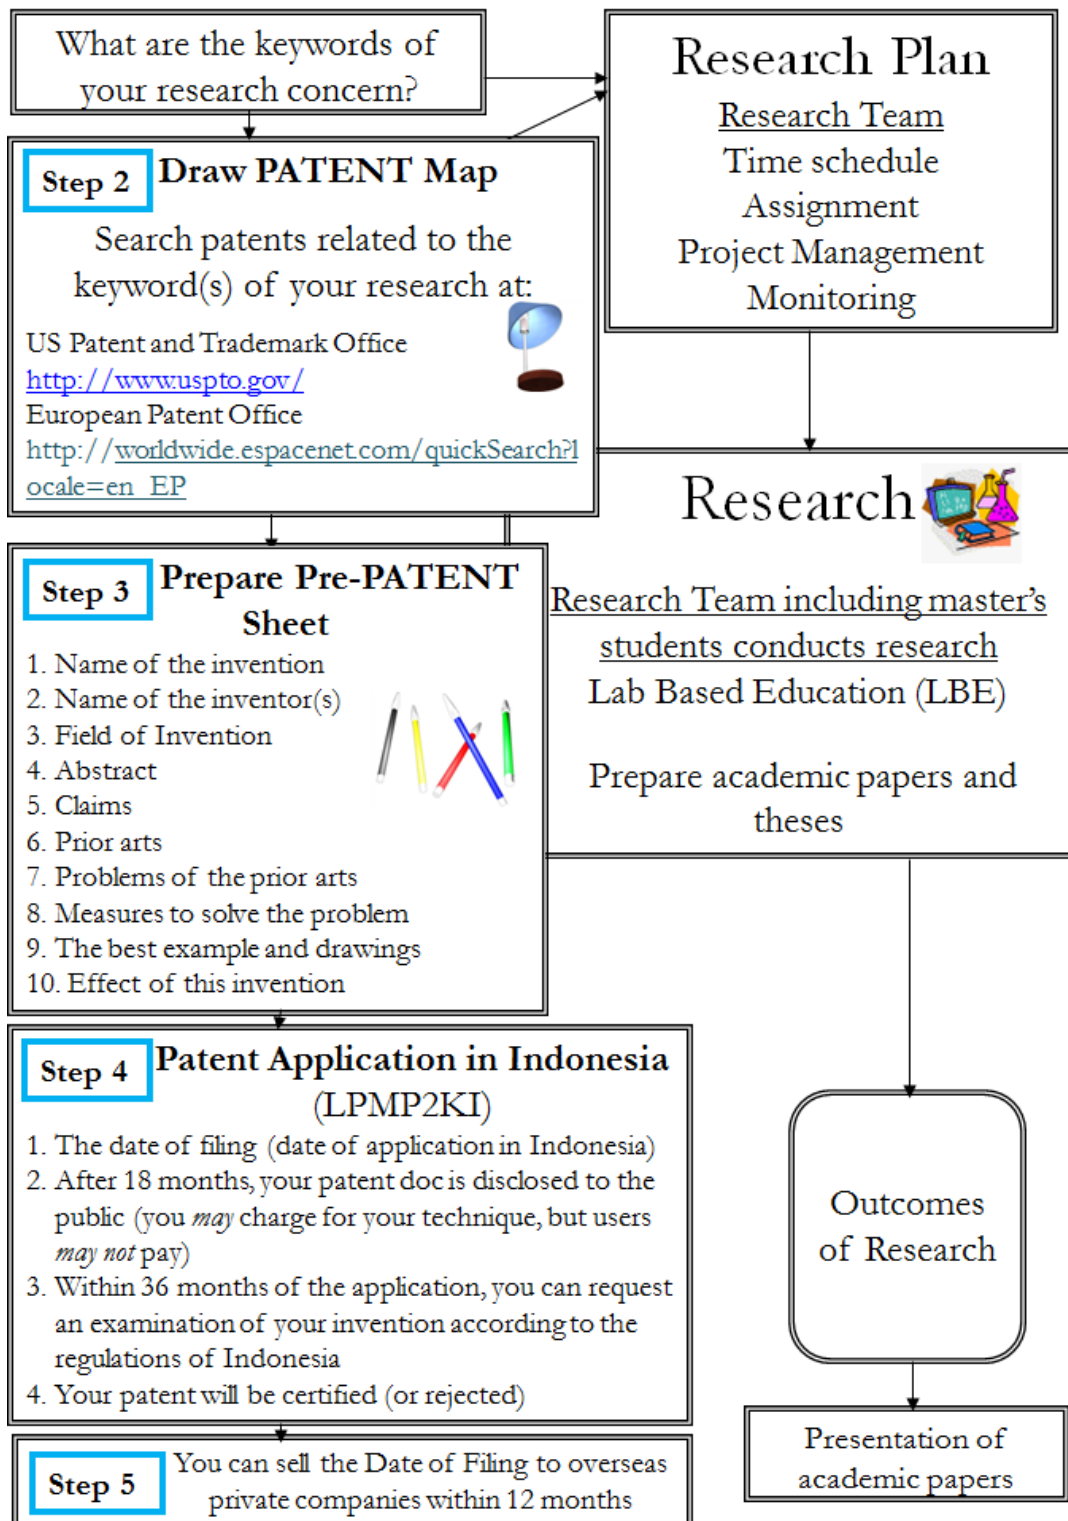 What are the keywords of
your research concern?
Research Plan
Research Team
Time schedule
Assignment
Project Management
Monitoring
Step 2
Draw PATENT Map
Search patents related to the
keyword(s) of your research at:
US Patent and Trademark Office
http://www.uspto.gov/
European Patent Office
http://worldwide.espacenet.com/quickSearch?l
ocale=en_EP
Research
Research Team including master's
students conducts research
Lab Based Education (LBE)
Prepare academic papers and
theses
Step 3
Prepare Pre-PATENT
Sheet
1. Name of the invention
2. Name of the inventor(s)
3. Field of Invention
4. Abstract
5. Claims
6. Prior arts
7. Problems of the prior arts
8. Measures to solve the problem
9. The best example and drawings
10. Effect of this invention
Step 4
Patent Application in Indonesia
(LPMP2KI)
1. The date of filing (date of application in Indonesia)
2. After 18 months, your patent doc is disclosed to the
public (you may charge for your technique, but users
may not pay)
3. Within 36 months of the application, you can request
an examination of your invention according to the
regulations of Indonesia
4. Your patent will be certified (or rejected)
Outcomes
of Research
Presentation of
academic papers
Step 5
You can sell the Date of Filing to overseas
private companies within 12 months